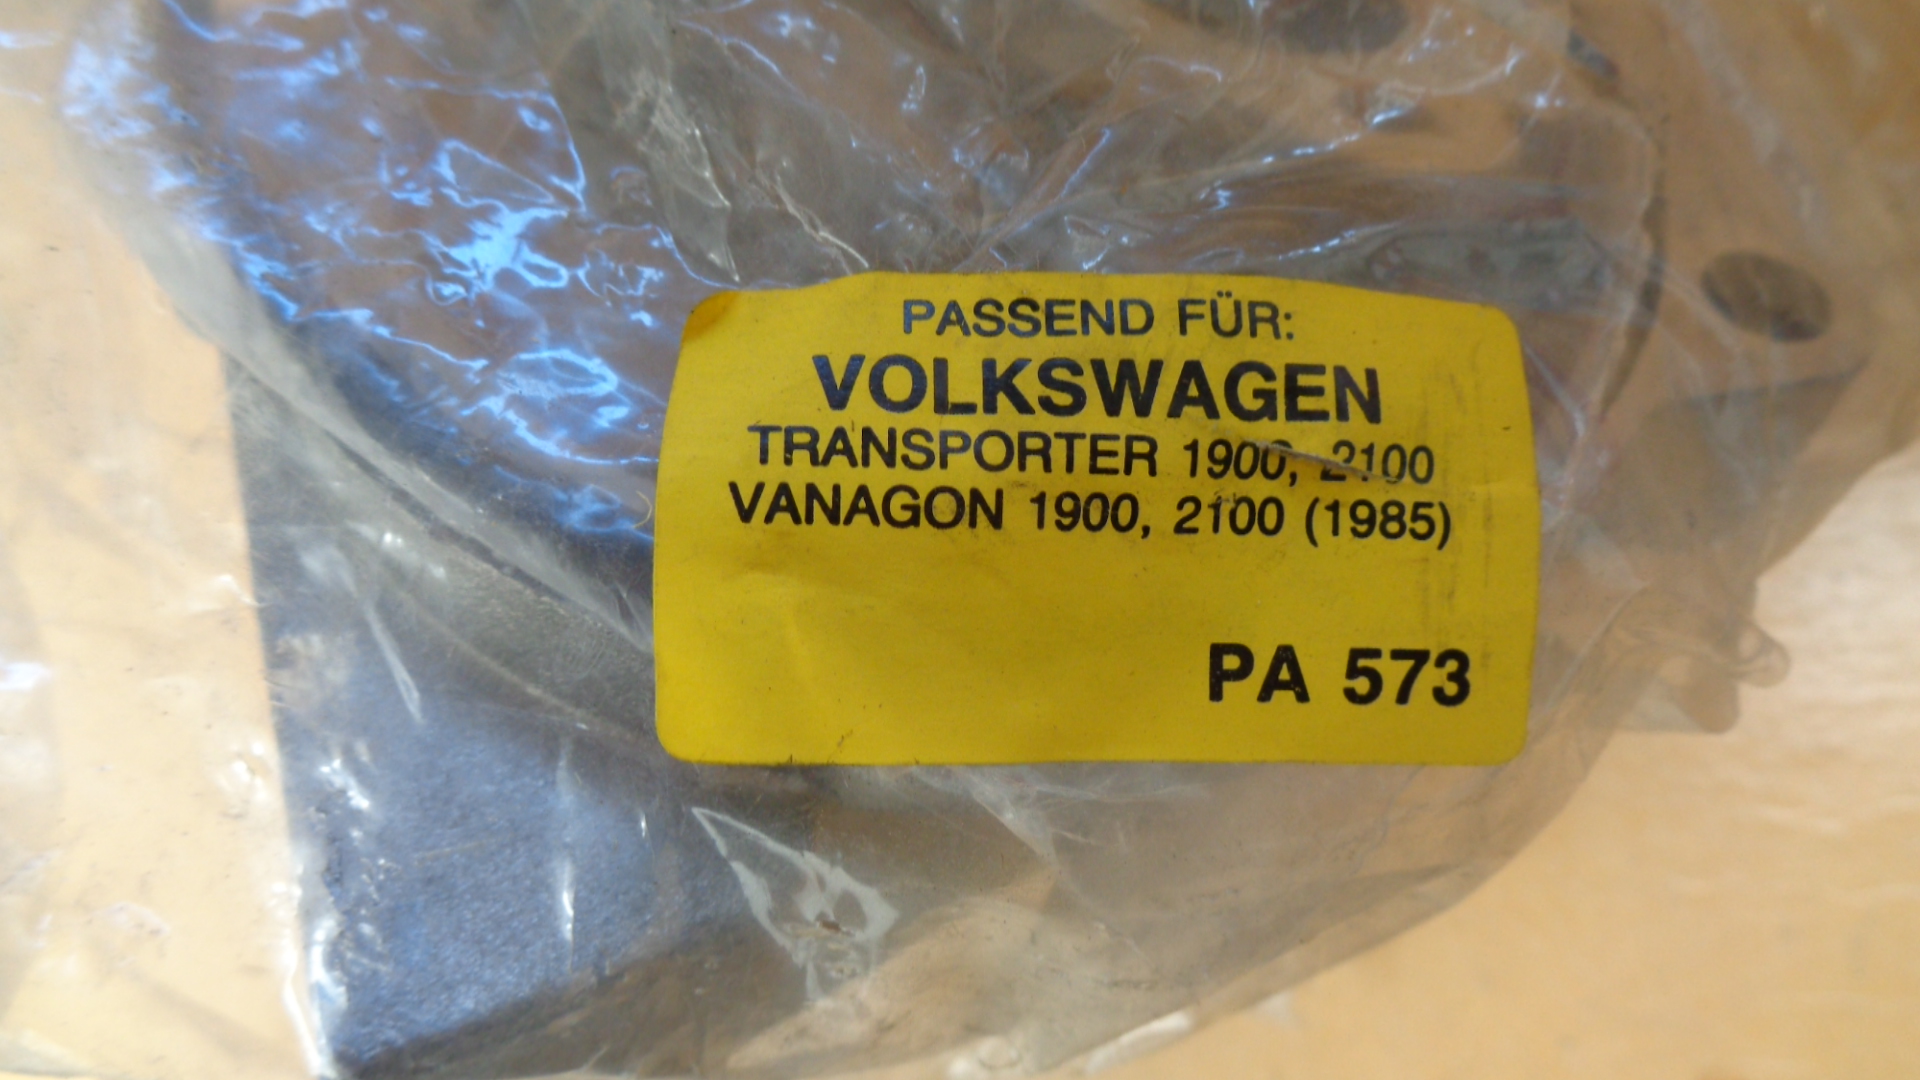 PASSEND FÜR:
VOLKSWAGEN
TRANSPORTER 1900, 2100
VANAGON 1900, 2100 (1985)
PA 573